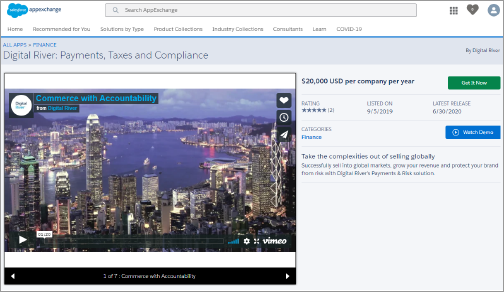 salesforce appexchange
Search AppExchange
Home Recommended for You Solutions by Type Product Collections Industry Collections Consultants Learn COVID-19
ALL APPS » FINANCE
Digital River: Payments, Taxes and Compliance
By Digital River
Digital River
Commerce with Accountability
from Digital River
vimeo
1 of 7 : Commerce with Accountability
$20,000 USD per company per year
Get It Now
RATING
(2)
LISTED ON
9/5/2019
LATEST RELEASE
6/30/2020
CATEGORIES
Finance
Watch Demo
Take the complexities out of selling globally
Successfully sell into global markets, grow your revenue and protect your brand
from risk with Digital River's Payments & Risk solution.